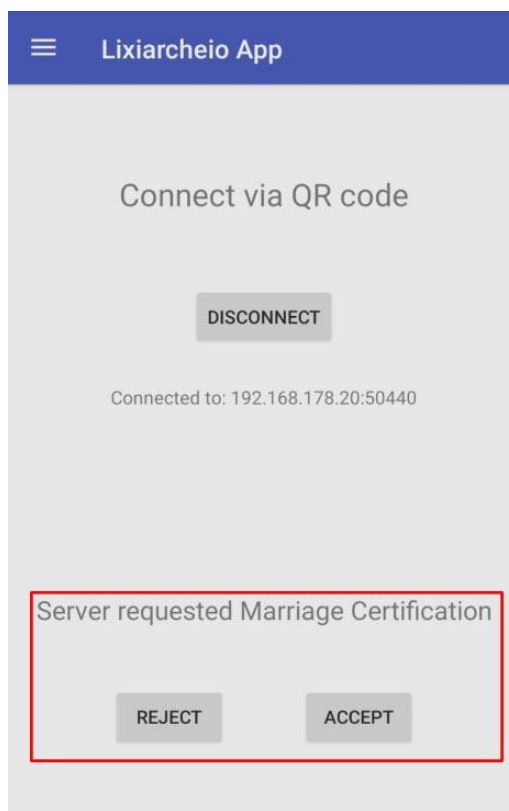 Lixiarcheio App
Connect via QR code
DISCONNECT
Connected to: 192.168.178.20:50440
Server requested Marriage Certification
REJECT ACCEPT